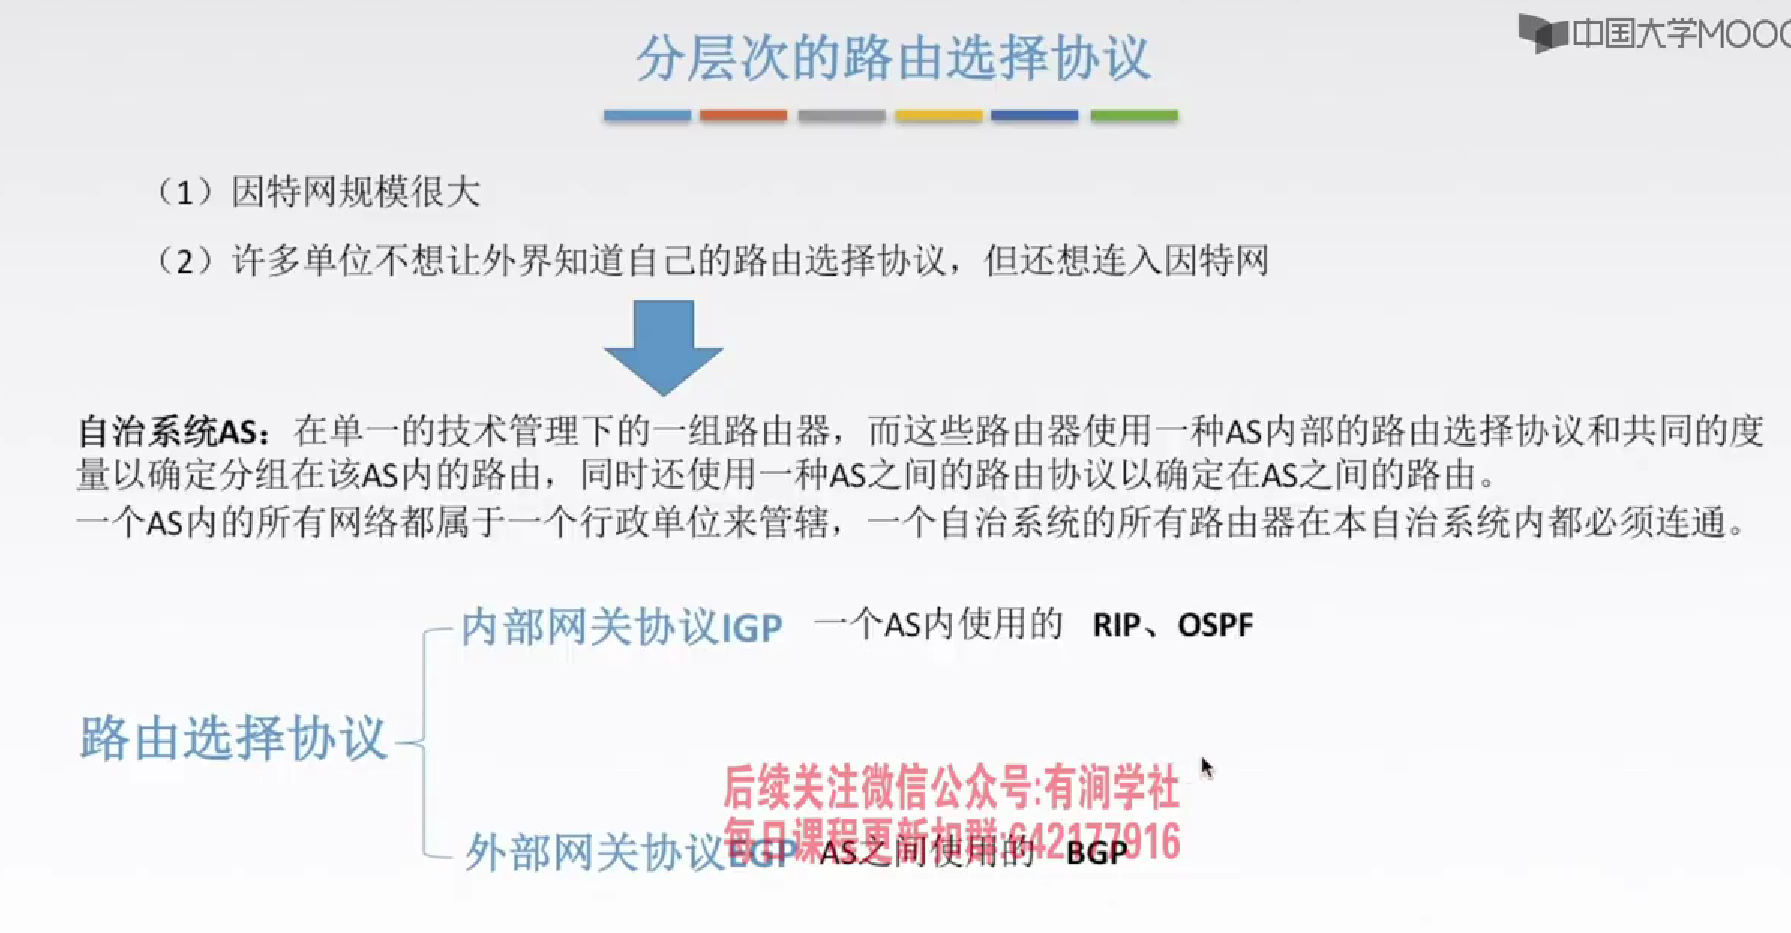 中国大学MOOC
分层次的路由选择协议
（1）因特网规模很大
（2）许多单位不想让外界知道自己的路由选择协议，但还想连入因特网
自治系统AS：在单一的技术管理下的一组路由器，而这些路由器使用一种AS内部的路由选择协议和共同的度
量以确定分组在该AS内的路由，同时还使用一种AS之间的路由协议以确定在AS之间的路由。
一个AS内的所有网络都属于一个行政单位来管辖，一个自治系统的所有路由器在本自治系统内都必须连通。
内部网关协议IGP 一个AS内使用的 RIP、OSPF
路由选择协议
后续关注微信公众号:有涧学社
每日课程更新扣群:642177916
外部网关协议EGP AS之间使用的 BGP